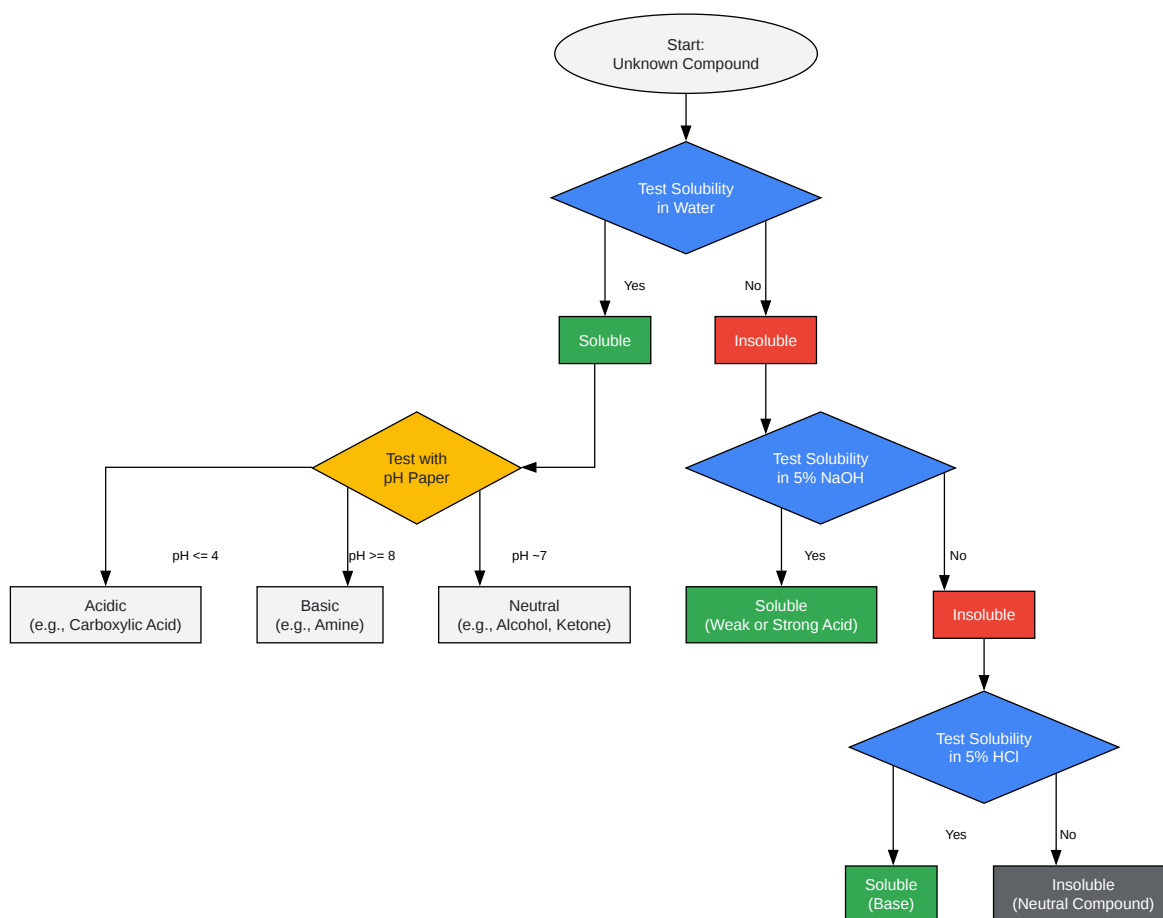 Start:
Unknown Compound
Test Solubility
in Water
Yes
No
Soluble
Insoluble
Test with
pH Paper
Test Solubility
in 5% NaOH
pH <= 4
pH >= 8
pH ~7
Yes
No
Acidic
(e.g., Carboxylic Acid)
Basic
(e.g., Amine)
Neutral
(e.g., Alcohol, Ketone)
Soluble
(Weak or Strong Acid)
Insoluble
Test Solubility
in 5% HCl
Yes
No
Soluble
(Base)
Insoluble
(Neutral Compound)